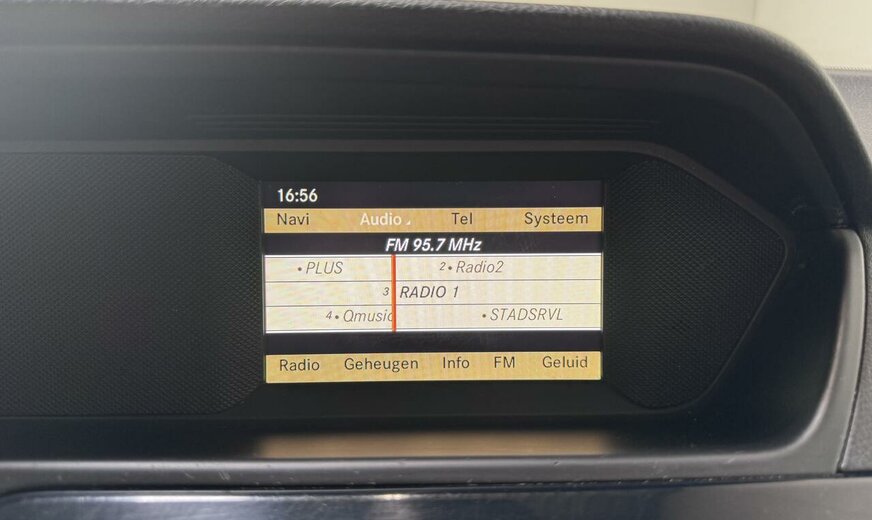 16:56
Navi Audio Tel Systeem
FM 95.7 MHz
• PLUS 2 • Radio2
3 RADIO 1
4 • Qmusic • STADSRVL
Radio Geheugen Info FM Geluid